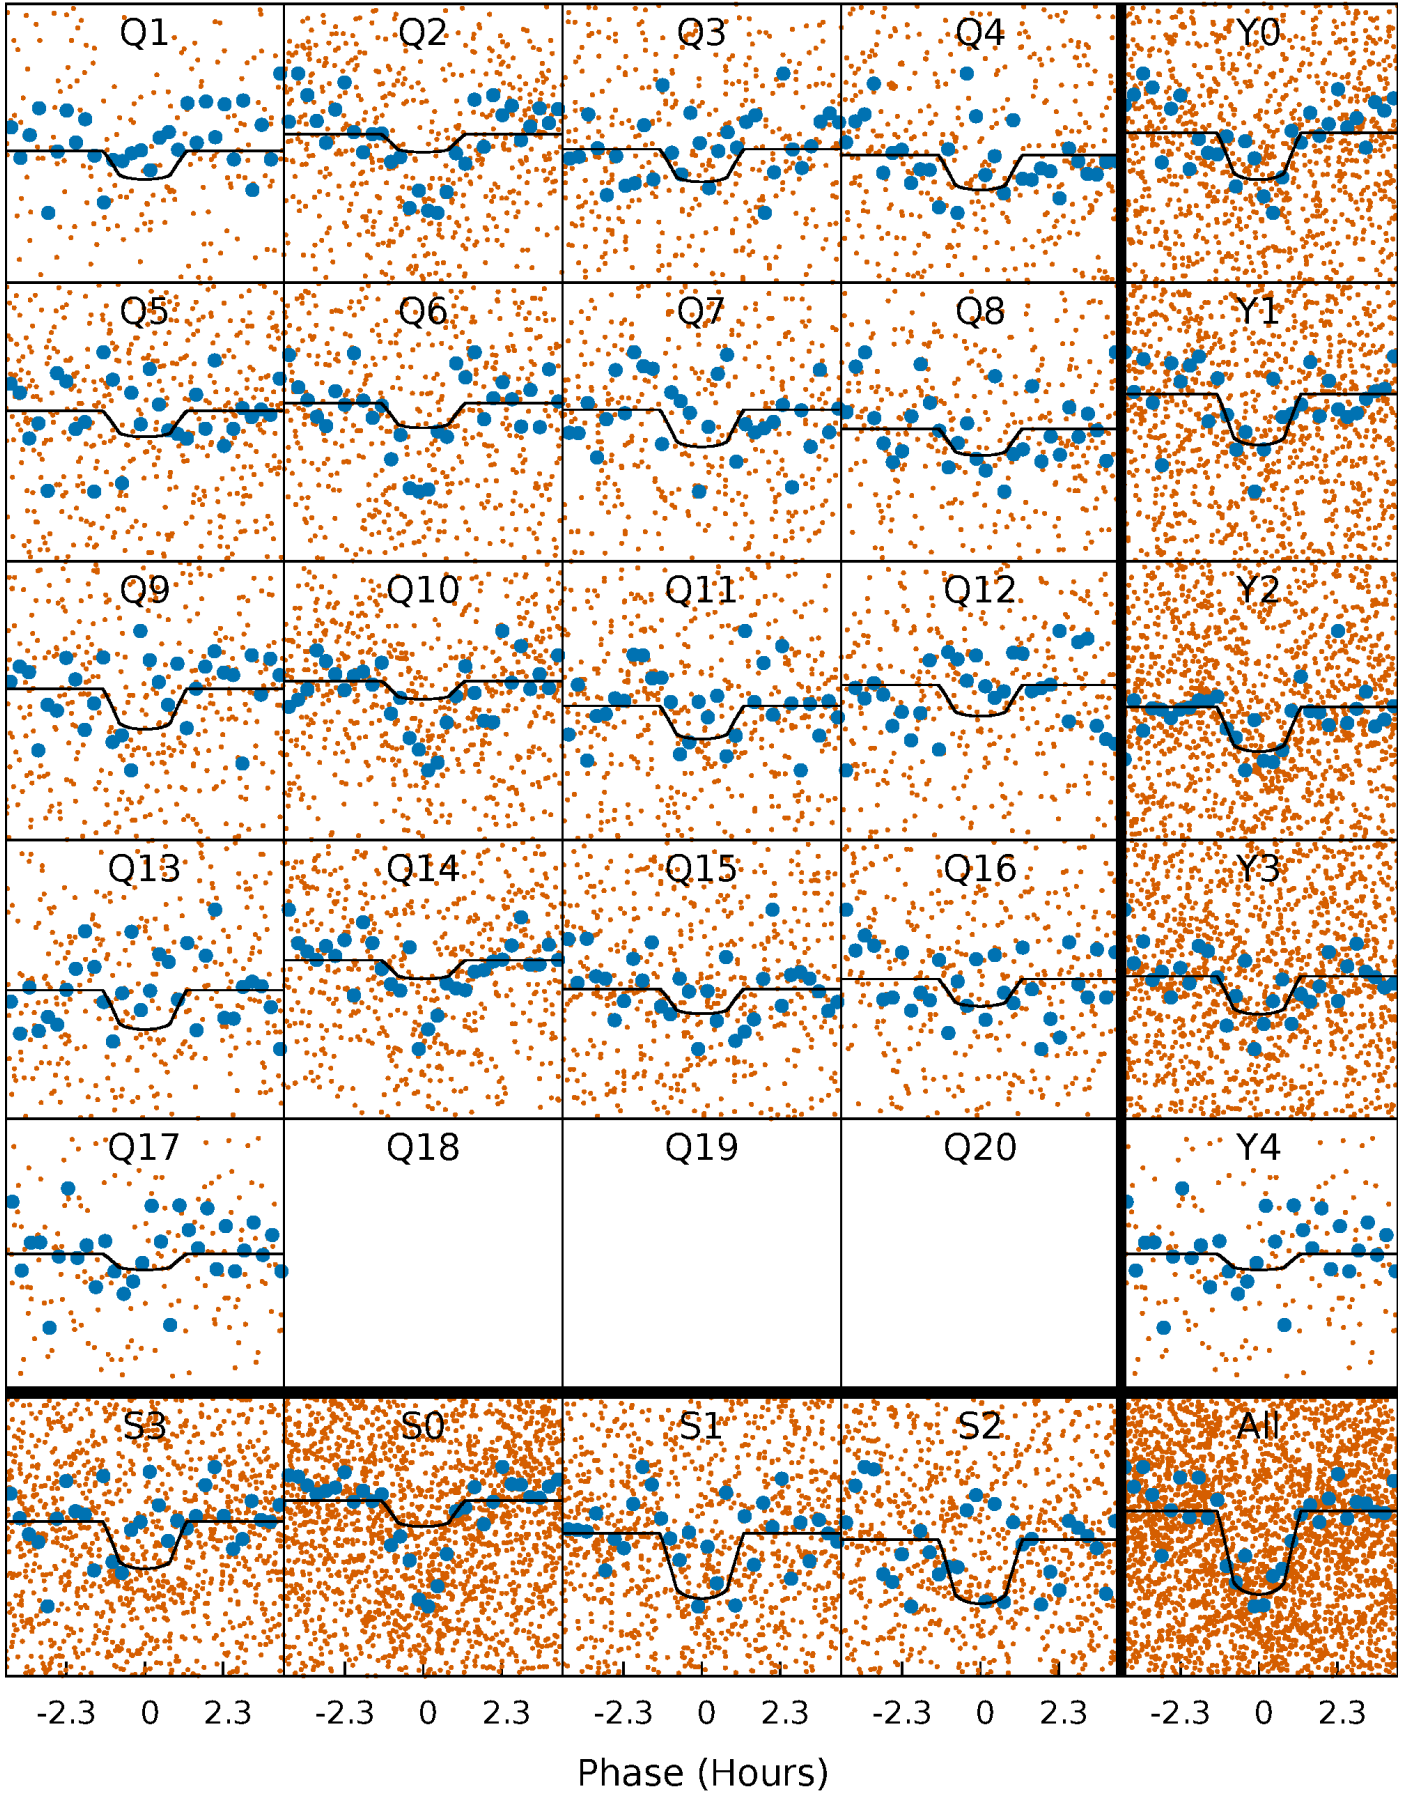 Q1 Q2 Q3 Q4 Y0
Q5 Q6 Q7 Q8 Y1
Q9 Q10 Q11 Q12 Y2
Q13 Q14 Q15 Q16 Y3
Q17 Q18 Q19 Q20 Y4
S3 S0 S1 S2 All
-2.3 0 2.3 -2.3 0 2.3 -2.3 0 2.3 -2.3 0 2.3 -2.3 0 2.3
Phase (Hours)